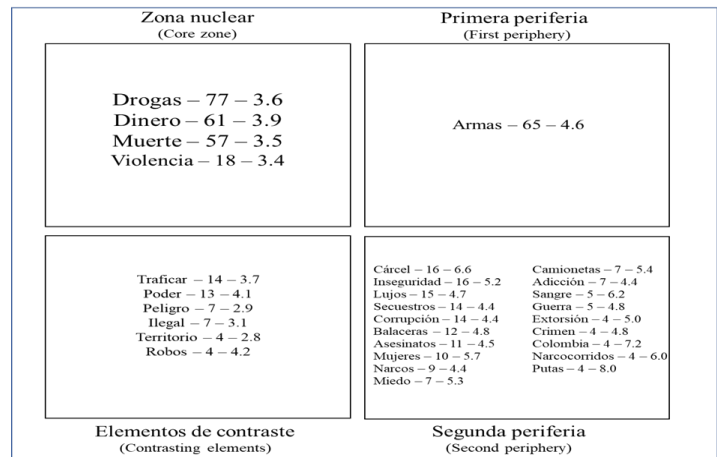 Zona nuclear
(Core zone)
Drogas – 77 – 3.6
Dinero – 61 – 3.9
Muerte – 57 – 3.5
Violencia – 18 – 3.4
Primera periferia
(First periphery)
Armas – 65 – 4.6
Traficar – 14 – 3.7
Poder – 13 – 4.1
Peligro – 7 – 2.9
Ilegal – 7 – 3.1
Territorio – 4 – 2.8
Robos – 4 – 4.2
Elementos de contraste
(Contrasting elements)
Cárcel – 16 – 6.6
Inseguridad – 16 – 5.2
Lujos – 15 – 4.7
Secuestros – 14 – 4.4
Corrupción – 14 – 4.4
Balaceras – 12 – 4.8
Asesinatos – 11 – 4.5
Mujeres – 10 – 5.7
Narcos – 9 – 4.4
Miedo – 7 – 5.3
Camionetas – 7 – 5.4
Adicción – 7 – 4.4
Sangre – 5 – 6.2
Guerra – 5 – 4.8
Extorsión – 4 – 5.0
Crimen – 4 – 4.8
Colombia – 4 – 7.2
Narcocorridos – 4 – 6.0
Putas – 4 – 8.0
Segunda periferia
(Second periphery)